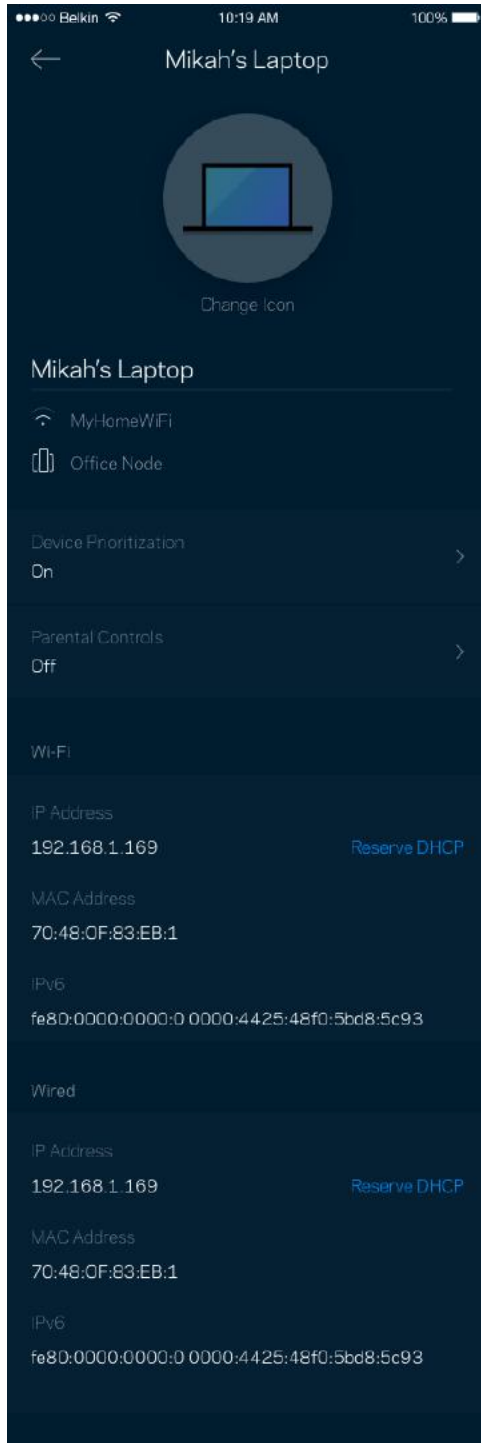 Belkin 10:19 AM 100%
Mikah's Laptop
Change Icon
Mikah's Laptop
MyHomeWiFi
Office Node
Device Prioritization
On
Parental Controls
Off
Wi-Fi
IP Address
192.168.1.169 Reserve DHCP
MAC Address
70:48:0F:83:EB:1
IPv6
fe80:0000:0000:0 0000:4425:48f0:5bd8:5c93
Wired
IP Address
192.168.1.169 Reserve DHCP
MAC Address
70:48:0F:83:EB:1
IPv6
fe80:0000:0000:0 0000:4425:48f0:5bd8:5c93